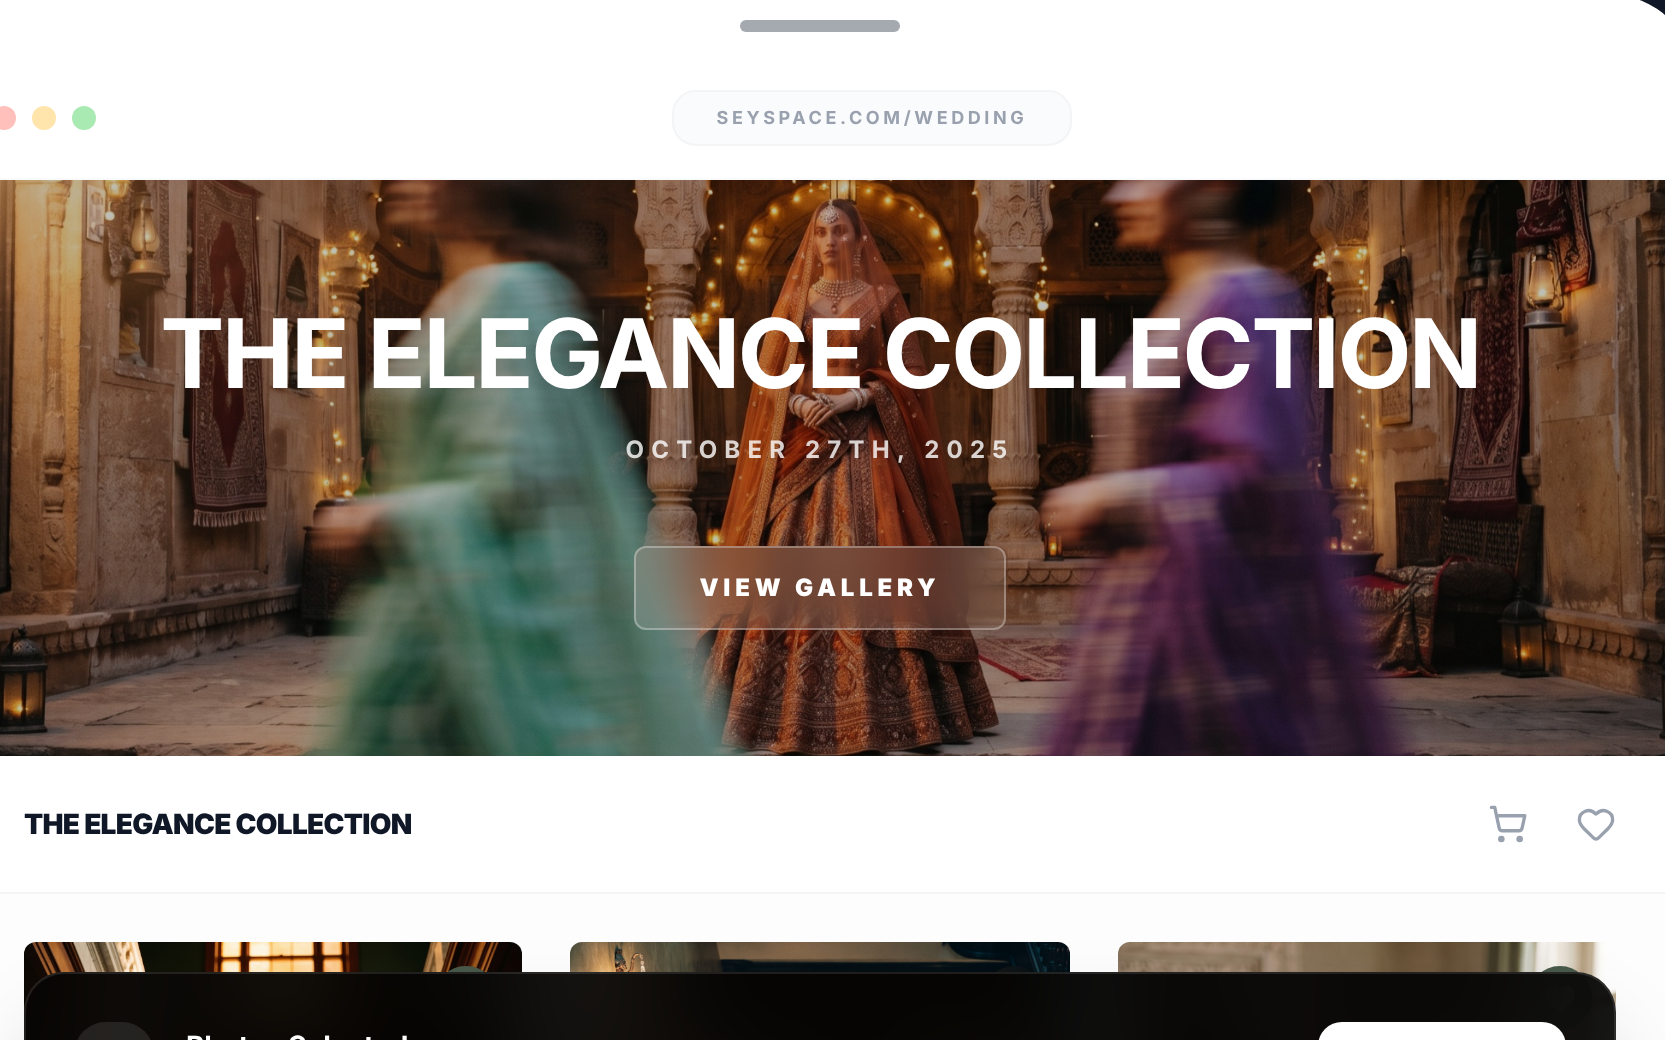 SEYSPACE.COM/WEDDING
THE ELEGANCE COLLECTION
OCTOBER 27TH, 2025
VIEW GALLERY
THE ELEGANCE COLLECTION